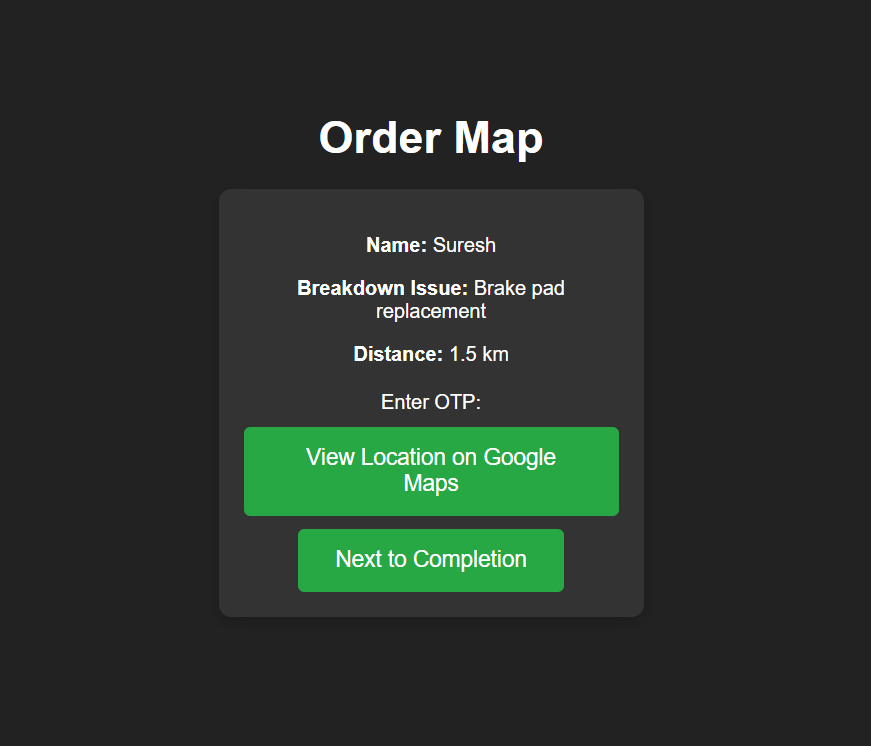 Order Map
Name: Suresh
Breakdown Issue: Brake pad
replacement
Distance: 1.5 km
Enter OTP:
View Location on Google
Maps
Next to Completion